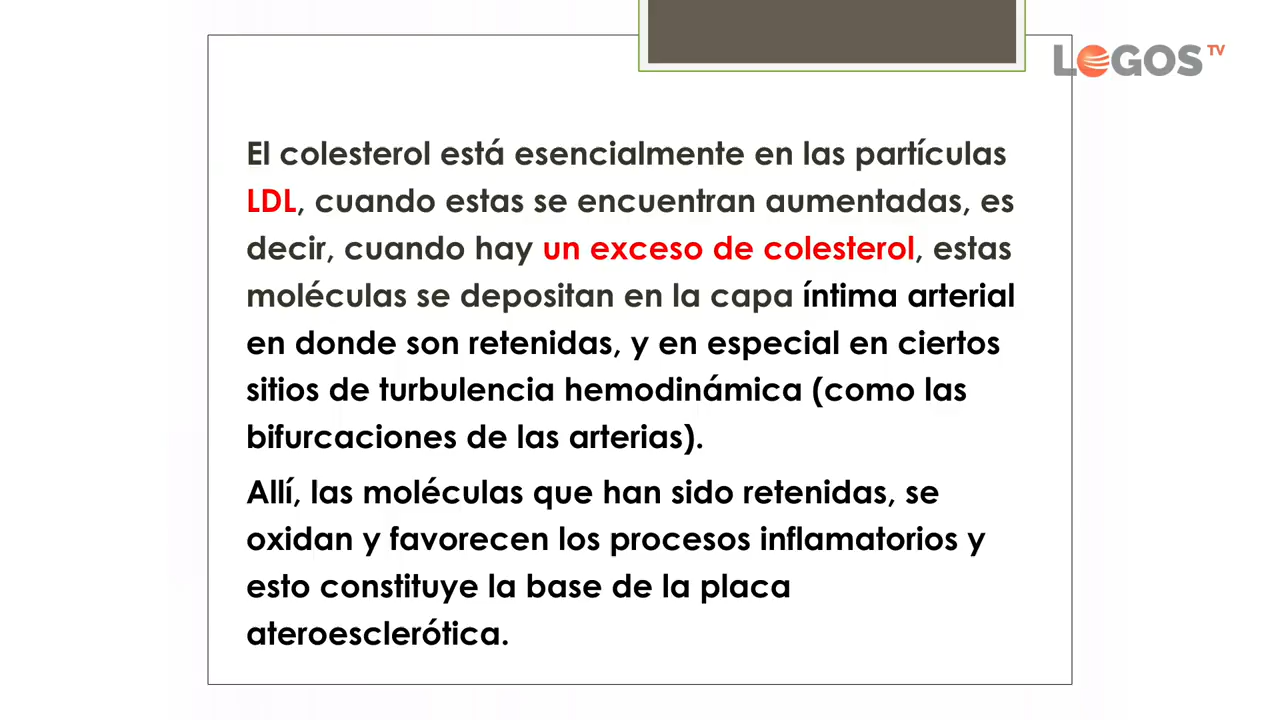 LOGOS TV
El colesterol está esencialmente en las partículas
LDL, cuando estas se encuentran aumentadas, es
decir, cuando hay un exceso de colesterol, estas
moléculas se depositan en la capa íntima arterial
en donde son retenidas, y en especial en ciertos
sitios de turbulencia hemodinámica (como las
bifurcaciones de las arterias).
Allí, las moléculas que han sido retenidas, se
oxidan y favorecen los procesos inflamatorios y
esto constituye la base de la placa
ateroesclerótica.